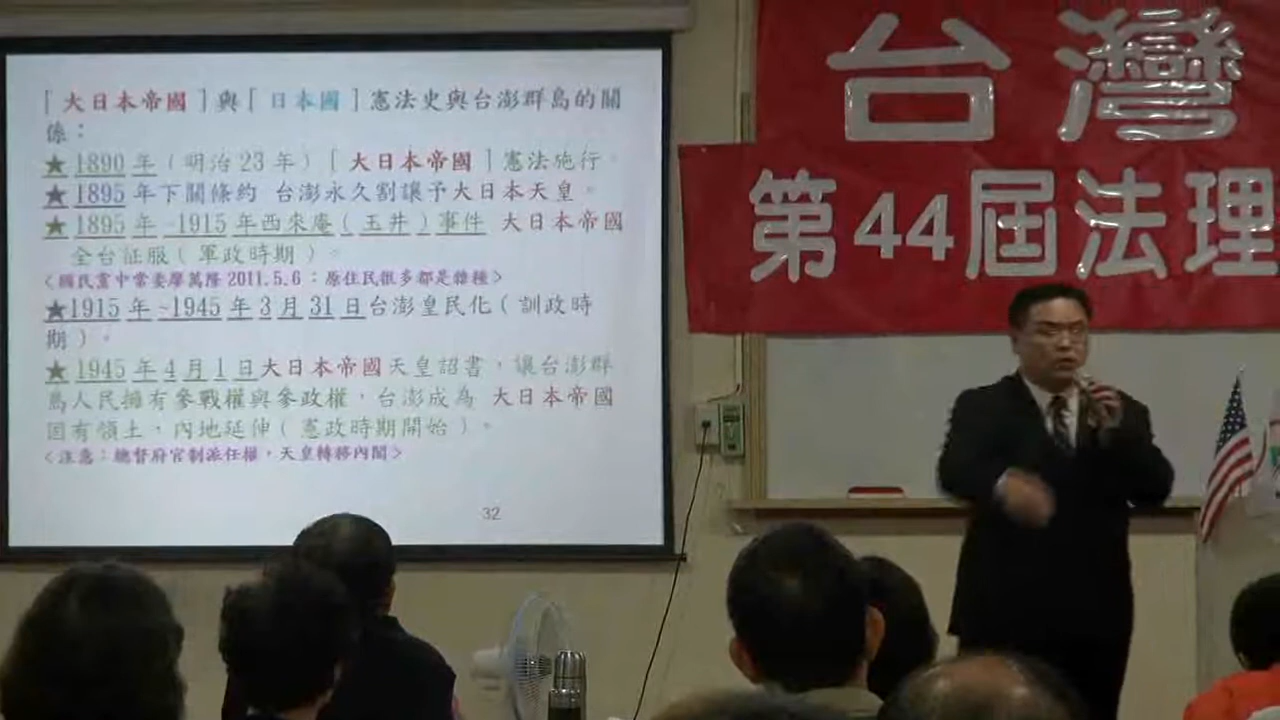 「大日本帝國」與「日本國」憲法史與台澎群島的關
係：
★1890年（明治23年）「大日本帝國」憲法施行。
★1895年下關條約 台澎永久割讓予大日本天皇。
★1895年~1915年西來庵(玉井)事件 大日本帝國
全台征服(軍政時期)。
<國民黨中常委廖萬隆2011.5.6：原住民很多都是雜種>
★1915年~1945年3月31日台澎皇民化(訓政時
期)。
★1945年4月1日大日本帝國天皇詔書，讓台澎群
島人民擁有參戰權與參政權，台澎成為 大日本帝國
固有領土，內地延伸(憲政時期開始)。
<注意：總督府官制派任權，天皇轉移內閣>
32
台灣
第44屆法理